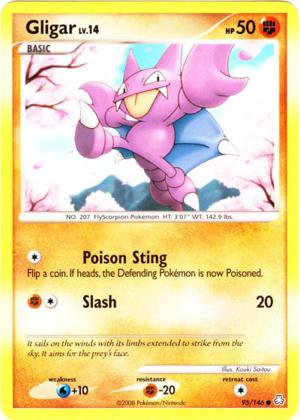 Gligar LV.14 HP 50
BASIC
NO. 207 FlyScorpion Pokémon HT: 3'07" WT: 142.9 lbs.
Poison Sting
Flip a coin. If heads, the Defending Pokémon is now Poisoned.
Slash 20
It sails on the winds with its limbs extended to strike from the
sky. It aims for the prey's face.
Illus. Kouki Saitou
weakness resistance retreat cost
+10 -20
©2008 Pokémon/Nintendo 95/146